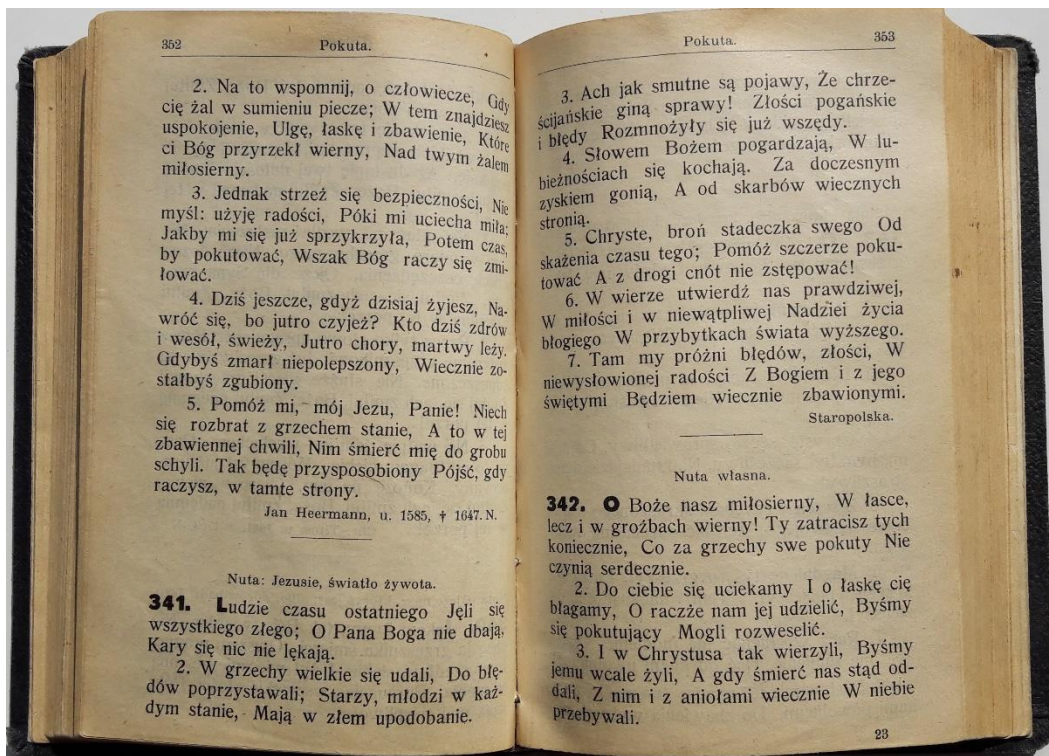 352
Pokuta.
2. Na to wspomnij, o człowiecze, Gdy
cię żal w sumieniu piecze; W tem znajdziesz
uspokojenie, Ulgę, łaskę i zbawienie, Które
ci Bóg przyrzekł wierny, Nad twym żalem
miłosierny.
3. Jednak strzeż się bezpieczności, Nie
myśl: użyję radości, Póki mi uciecha miła;
Jakby mi się już sprzykrzyła, Potem czas,
by pokutować, Wszak Bóg raczy się zmi-
łować.
4. Dziś jeszcze, gdyż dzisiaj żyjesz, Na-
wróć się, bo jutro czyjeż? Kto dziś zdrów
i wesół, świeży, Jutro chory, martwy leży.
Gdybyś zmarł niepolepszony, Wiecznie zo-
stałbyś zgubiony.
5. Pomóż mi, mój Jezu, Panie! Niech
się rozbrat z grzechem stanie, A to w tej
zbawiennej chwili, Nim śmierć mię do grobu
schyli. Tak będę przysposobiony Pójść, gdy
raczysz, w tamte strony.
Jan Heermann, u. 1585, † 1647. N.
Nuta: Jezusie, światło żywota.
341. Ludzie czasu ostatniego Jęli się
wszystkiego złego; O Pana Boga nie dbają,
Kary się nic nie lękają.
2. W grzechy wielkie się udali, Do błę-
dów poprzystawali; Starzy, młodzi w każ-
dym stanie, Mają w złem upodobanie.
Pokuta.
353
3. Ach jak smutne są pojawy, Że chrze-
ścijańskie giną sprawy! Złości pogańskie
i błędy Rozmnożyły się już wszędy.
4. Słowem Bożem pogardzają, W lu-
bieżnościach się kochają. Za doczesnym
zyskiem gonią, A od skarbów wiecznych
stronią.
5. Chryste, broń stadeczka swego Od
skażenia czasu tego; Pomóż szczerze poku-
tować A z drogi cnót nie zstępować!
6. W wierze utwierdź nas prawdziwej,
W miłości i w niewątpliwej Nadziei życia
błogiego W przybytkach świata wyższego.
7. Tam my próżni błędów, złości, W
niewysłowionej radości Z Bogiem i z jego
świętymi Będziem wiecznie zbawionymi.
Staropolska.
Nuta własna.
342. O Boże nasz miłosierny, W łasce,
lecz i w groźbach wierny! Ty zatracisz tych
koniecznie, Co za grzechy swe pokuty Nie
czynią serdecznie.
2. Do ciebie się uciekamy I o łaskę cię
błagamy, O raczże nam jej udzielić, Byśmy
się pokutujący Mogli rozweselić.
3. I w Chrystusa tak wierzyli, Byśmy
jemu wcale żyli, A gdy śmierć nas stąd od-
dali, Z nim i z aniołami wiecznie W niebie
przebywali.
23